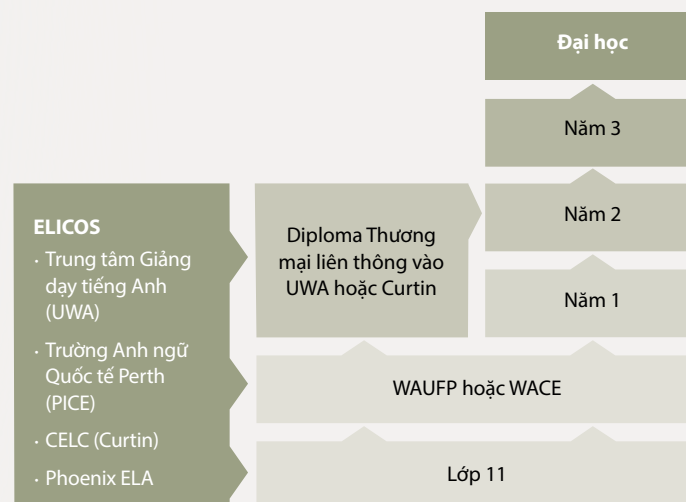 Đại học
Năm 3
Năm 2
Năm 1
ELICOS
· Trung tâm Giảng
dạy tiếng Anh
(UWA)
· Trường Anh ngữ
Quốc tế Perth
(PICE)
· CELC (Curtin)
· Phoenix ELA
Diploma Thương
mại liên thông vào
UWA hoặc Curtin
WAUFP hoặc WACE
Lớp 11